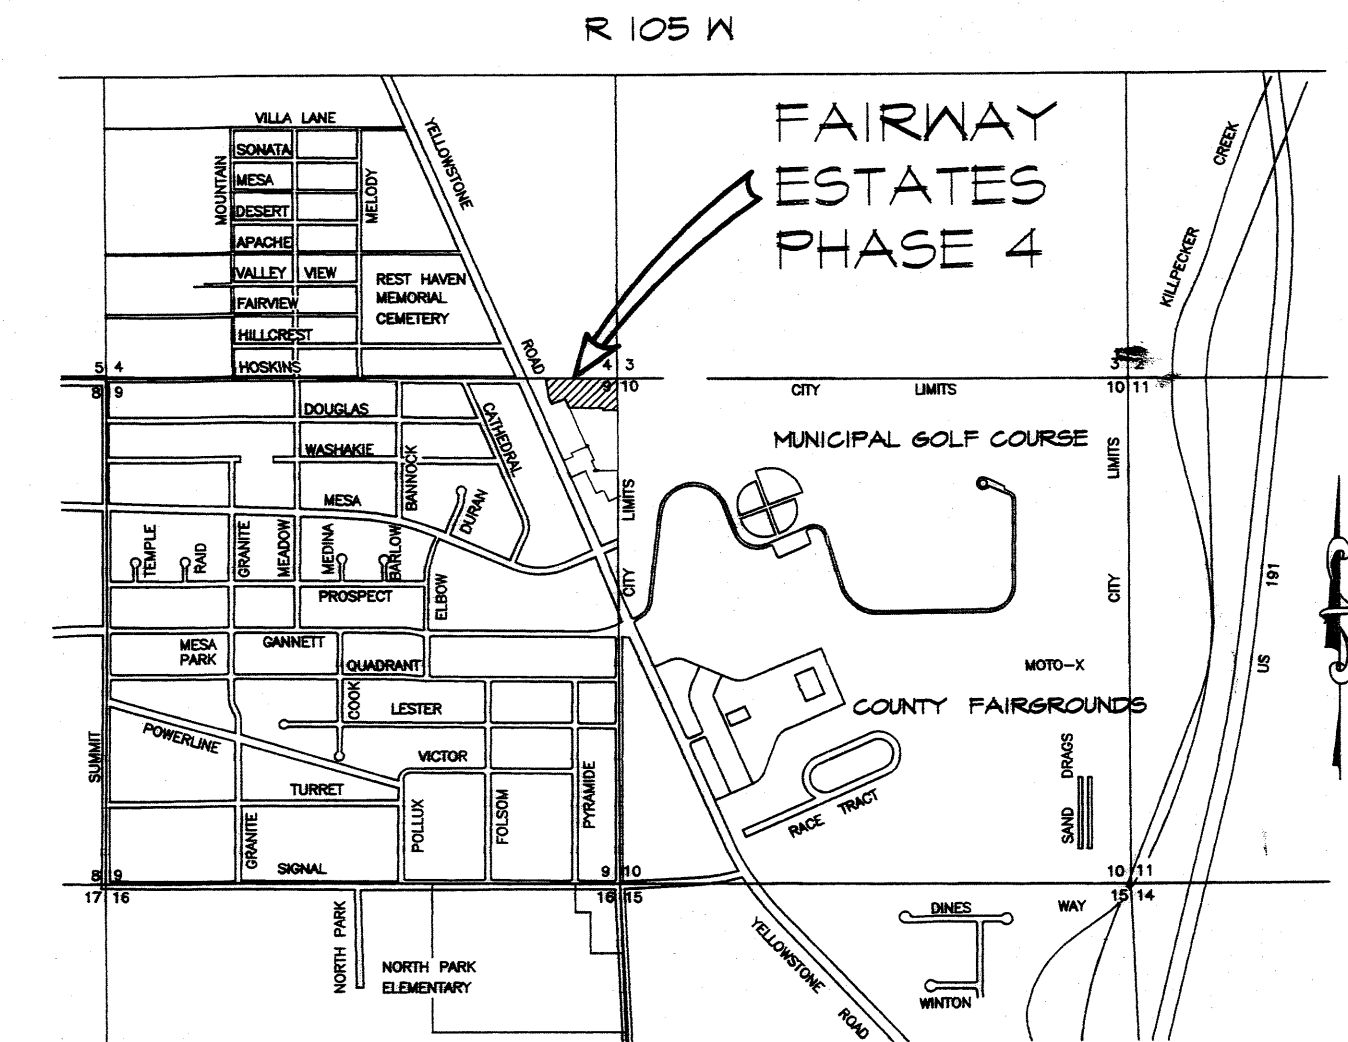 R 105 W
FAIRWAY
ESTATES
PHASE 4
VILLA LANE
SONATA
MESA
DESERT
APACHE
VALLEY VIEW
FAIRVIEW
HILLCREST
HOSKINS
MOUNTAIN
MELODY
YELLOWSTONE
ROAD
REST HAVEN
MEMORIAL
CEMETERY
CREEK
KILLPECKER
5 4
4 3
8 9
9 10
10 11
CITY LIMITS
DOUGLAS
WASHAKIE
CATHEDRAL
BANNOCK
MESA
DURAN
MUNICIPAL GOLF COURSE
LIMITS
CITY
LIMITS
CITY
TEMPLE
RAID
GRANITE
MEADOW
MEDINA
BARLOW
ELBOW
PROSPECT
191
US
MESA
PARK
GANNETT
QUADRANT
COOK
LESTER
POWERLINE
VICTOR
SUMMIT
TURRET
GRANITE
POLLUX
FOLSOM
PYRAMIDE
SIGNAL
MOTO-X
COUNTY FAIRGROUNDS
RACE TRACT
SAND DRAGS
8 9
17 16
9 10
16 15
10 11
15 14
NORTH PARK
NORTH PARK
ELEMENTARY
YELLOWSTONE
ROAD
DINES
WAY
WINTON